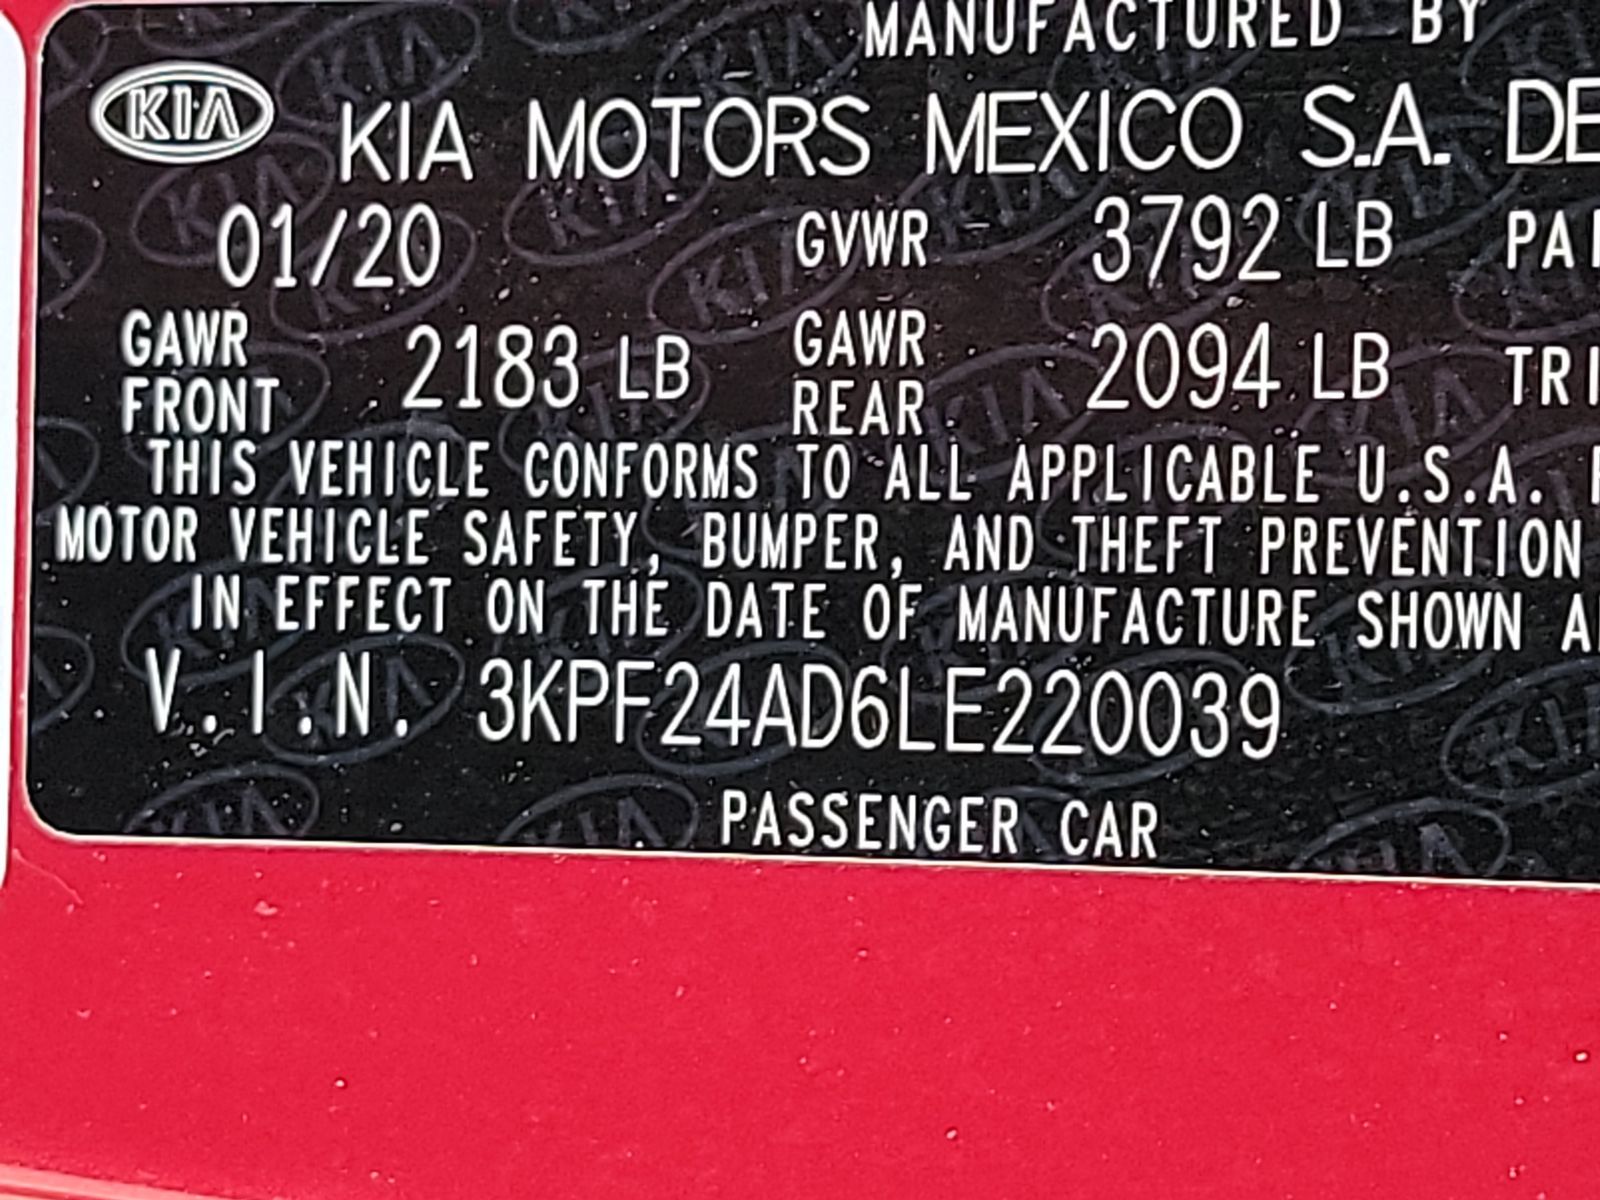 MANUFACTURED BY
KIA KIA MOTORS MEXICO S.A. DE
01/20 GVWR 3792 LB
GAWR FRONT 2183 LB GAWR REAR 2094 LB
THIS VEHICLE CONFORMS TO ALL APPLICABLE U.S.A.
MOTOR VEHICLE SAFETY, BUMPER, AND THEFT PREVENTION
IN EFFECT ON THE DATE OF MANUFACTURE SHOWN
V.I.N. 3KPF24AD6LE220039
PASSENGER CAR